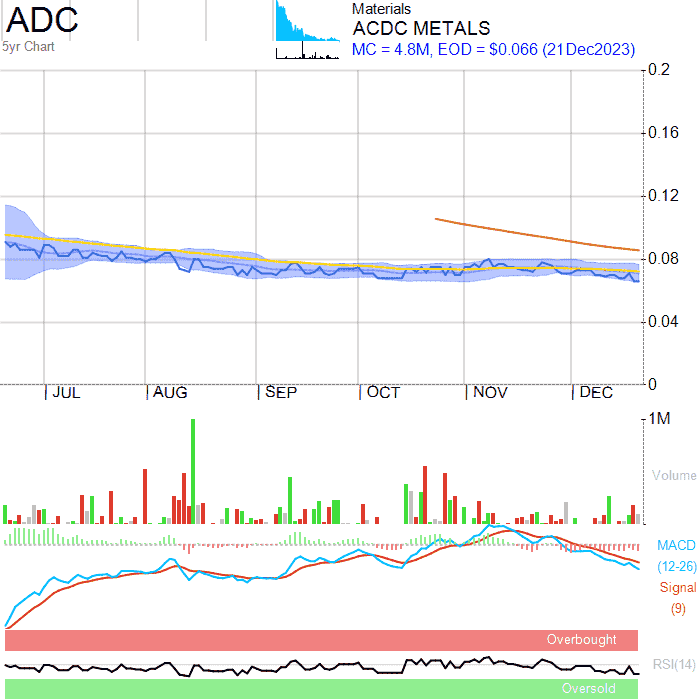 ADC
5yr Chart
Materials
ACDC METALS
MC = 4.8M, EOD = $0.066 (21Dec2023)
0.2
0.16
0.12
0.08
0.04
0
JUL AUG SEP OCT NOV DEC
1M
Volume
MACD
(12-26)
Signal
(9)
Overbought
RSI(14)
Oversold